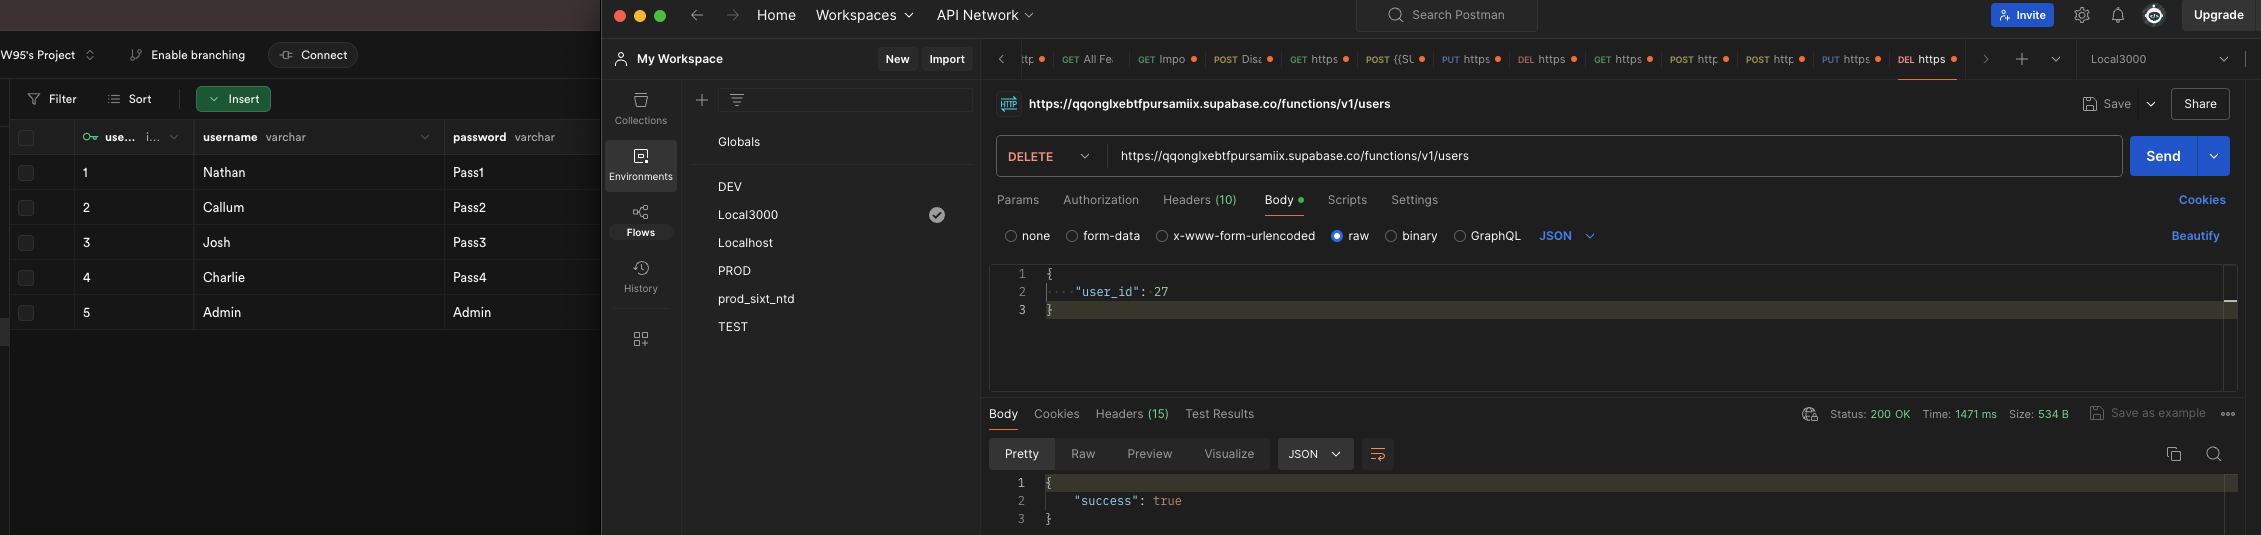 W95's Project
Enable branching
Connect
Filter
Sort
Insert
use... i...
username varchar
password varchar
1 Nathan Pass1
2 Callum Pass2
3 Josh Pass3
4 Charlie Pass4
5 Admin Admin
Home
Workspaces
API Network
Search Postman
Invite
Upgrade
My Workspace
New
Import
GET All Fe
GET Impo
POST Disa
GET https
POST {{SU
PUT https
DEL https
GET https
POST http
POST http
PUT https
DEL https
Local3000
Collections
Environments
Flows
History
Globals
DEV
Local3000
Localhost
PROD
prod_sixt_ntd
TEST
HTTP https://qqonglxebtfpursamiix.supabase.co/functions/v1/users
Save
Share
DELETE
https://qqonglxebtfpursamiix.supabase.co/functions/v1/users
Send
Params
Authorization
Headers (10)
Body
Scripts
Settings
Cookies
none
form-data
x-www-form-urlencoded
raw
binary
GraphQL
JSON
Beautify
1 {
2 "user_id": 27
3 }
Body
Cookies
Headers (15)
Test Results
Status: 200 OK
Time: 1471 ms
Size: 534 B
Save as example
Pretty
Raw
Preview
Visualize
JSON
1 {
2 "success": true
3 }